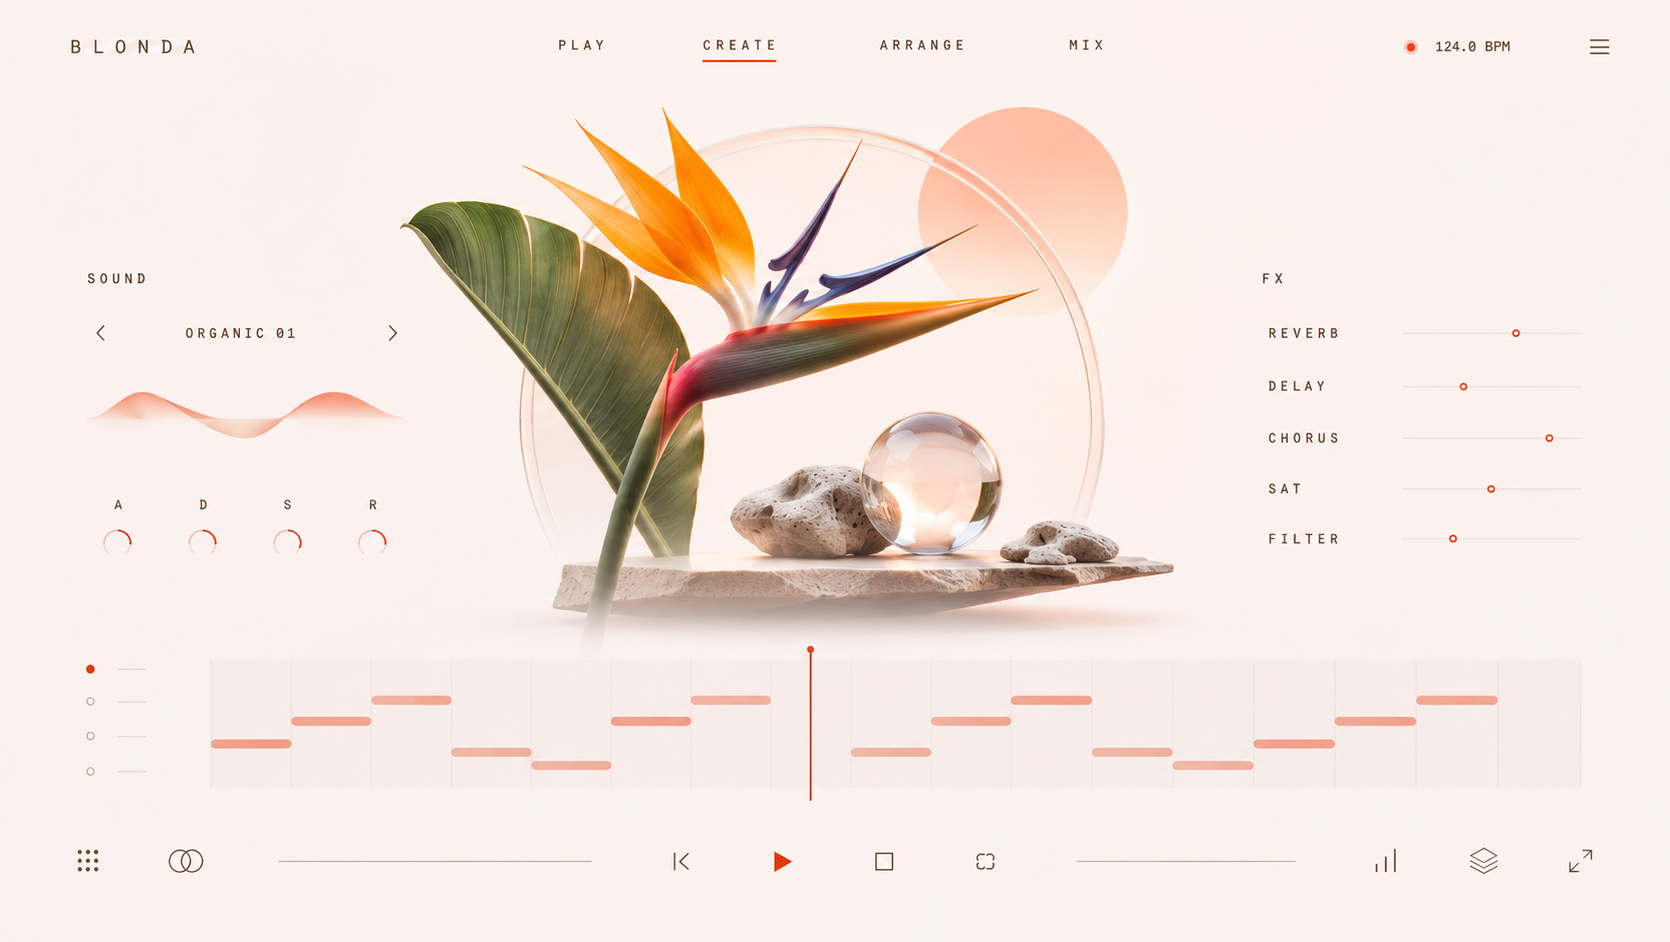 BLONDA
PLAY
CREATE
ARRANGE
MIX
124.0 BPM
SOUND
ORGANIC 01
A
D
S
R
FX
REVERB
DELAY
CHORUS
SAT
FILTER